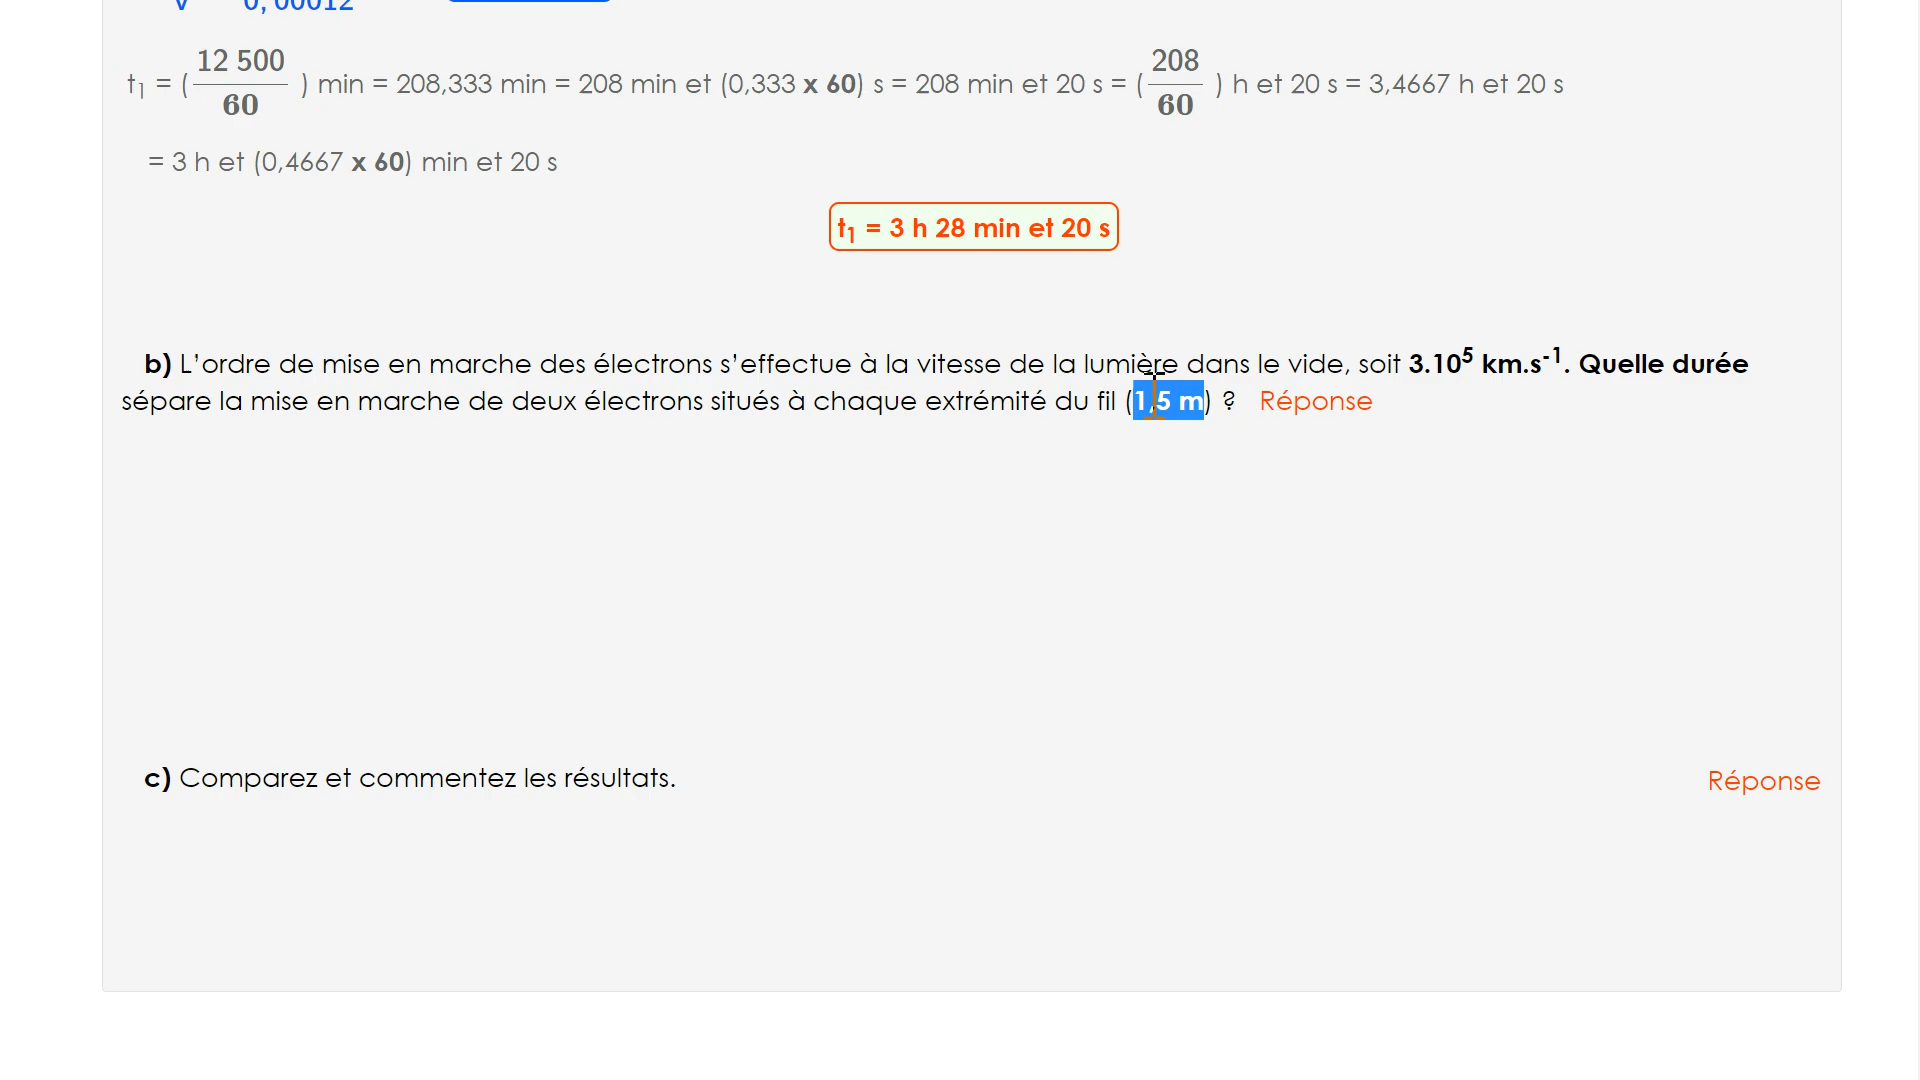 v 0,00012
t₁ = ( 12 500 / 60 ) min = 208,333 min = 208 min et (0,333 x 60) s = 208 min et 20 s = ( 208 / 60 ) h et 20 s = 3,4667 h et 20 s
= 3 h et (0,4667 x 60) min et 20 s
t₁ = 3 h 28 min et 20 s
b) L’ordre de mise en marche des électrons s’effectue à la vitesse de la lumière dans le vide, soit 3.10⁵ km.s⁻¹. Quelle durée
sépare la mise en marche de deux électrons situés à chaque extrémité du fil (1,5 m) ? Réponse
c) Comparez et commentez les résultats. Réponse